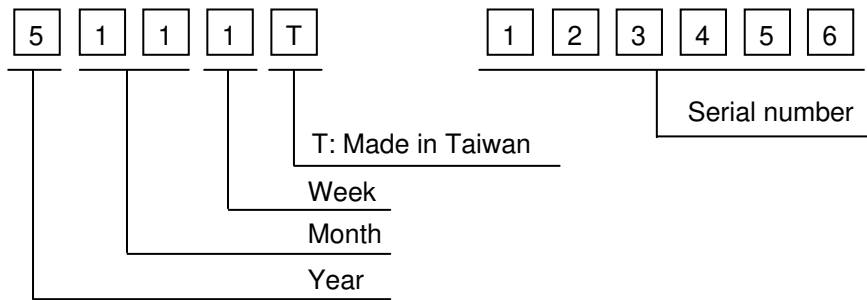 5 1 1 1 T 1 2 3 4 5 6
Serial number
T: Made in Taiwan
Week
Month
Year